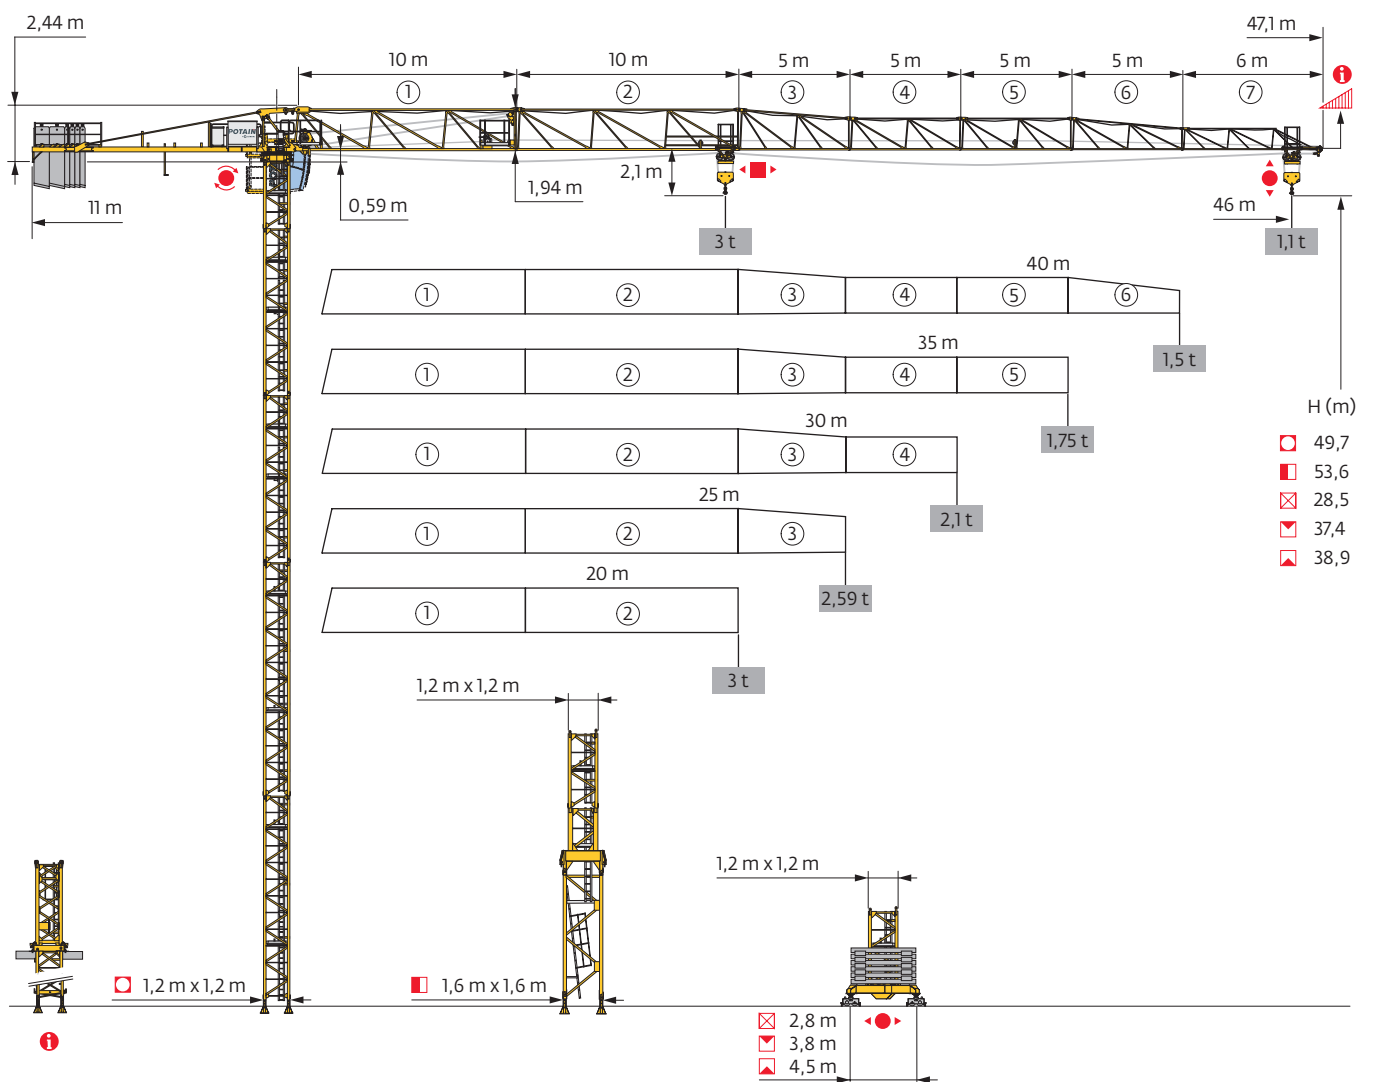 2,44 m
47,1 m
10 m 10 m 5 m 5 m 5 m 5 m 6 m
① ② ③ ④ ⑤ ⑥ ⑦
i
POTAIN
2,1 m
1,94 m
11 m
0,59 m
46 m
3 t
1,1 t
40 m
① ② ③ ④ ⑤ ⑥
1,5 t
35 m
① ② ③ ④ ⑤
1,75 t
H (m)
49,7
53,6
28,5
37,4
38,9
30 m
① ② ③ ④
2,1 t
25 m
① ② ③
2,59 t
20 m
① ②
3 t
1,2 m x 1,2 m
1,2 m x 1,2 m
1,2 m x 1,2 m
1,6 m x 1,6 m
i
2,8 m
3,8 m
4,5 m